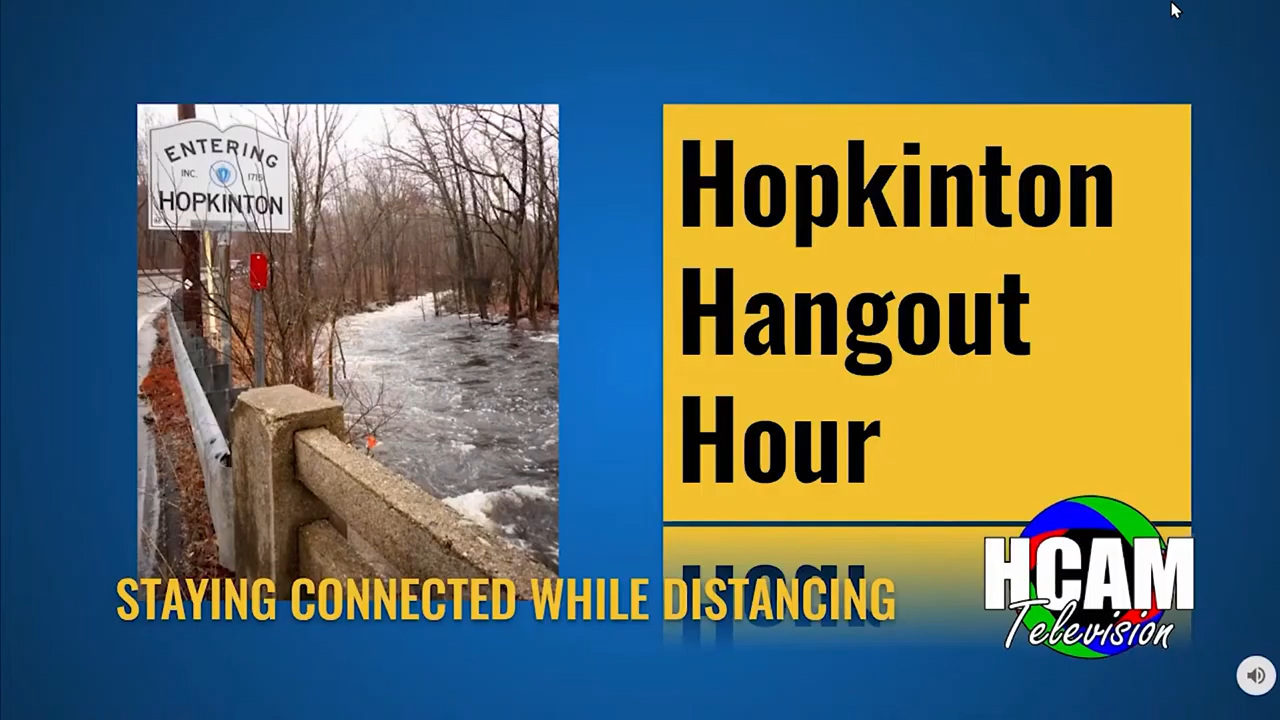 ENTERING
INC. 1715
HOPKINTON
Hopkinton
Hangout
Hour
STAYING CONNECTED WHILE DISTANCING
HCAM
Television